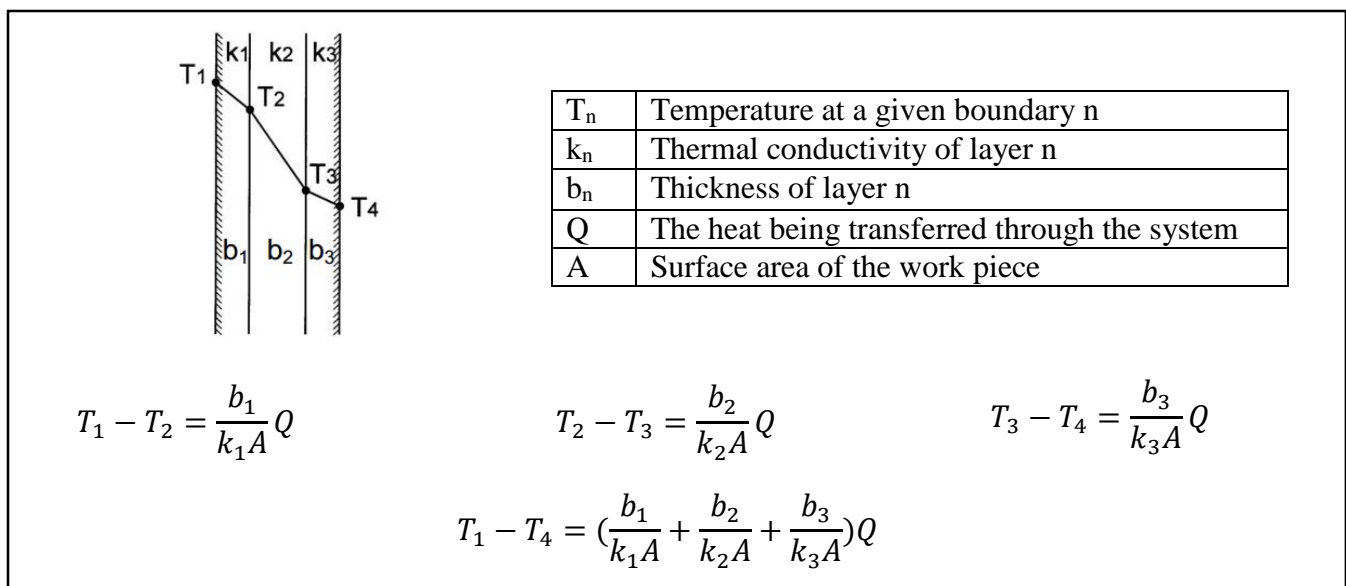 k1 k2 k3
T1
T2
T3
T4
b1 b2 b3
Tn Temperature at a given boundary n
kn Thermal conductivity of layer n
bn Thickness of layer n
Q The heat being transferred through the system
A Surface area of the work piece
T₁ − T₂ = b₁/(k₁A) Q
T₂ − T₃ = b₂/(k₂A) Q
T₃ − T₄ = b₃/(k₃A) Q
T₁ − T₄ = (b₁/(k₁A) + b₂/(k₂A) + b₃/(k₃A))Q